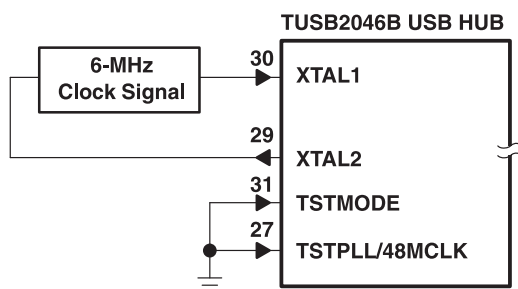 TUSB2046B USB HUB
6-MHz
Clock Signal
30
XTAL1
29
XTAL2
31
TSTMODE
27
TSTPLL/48MCLK